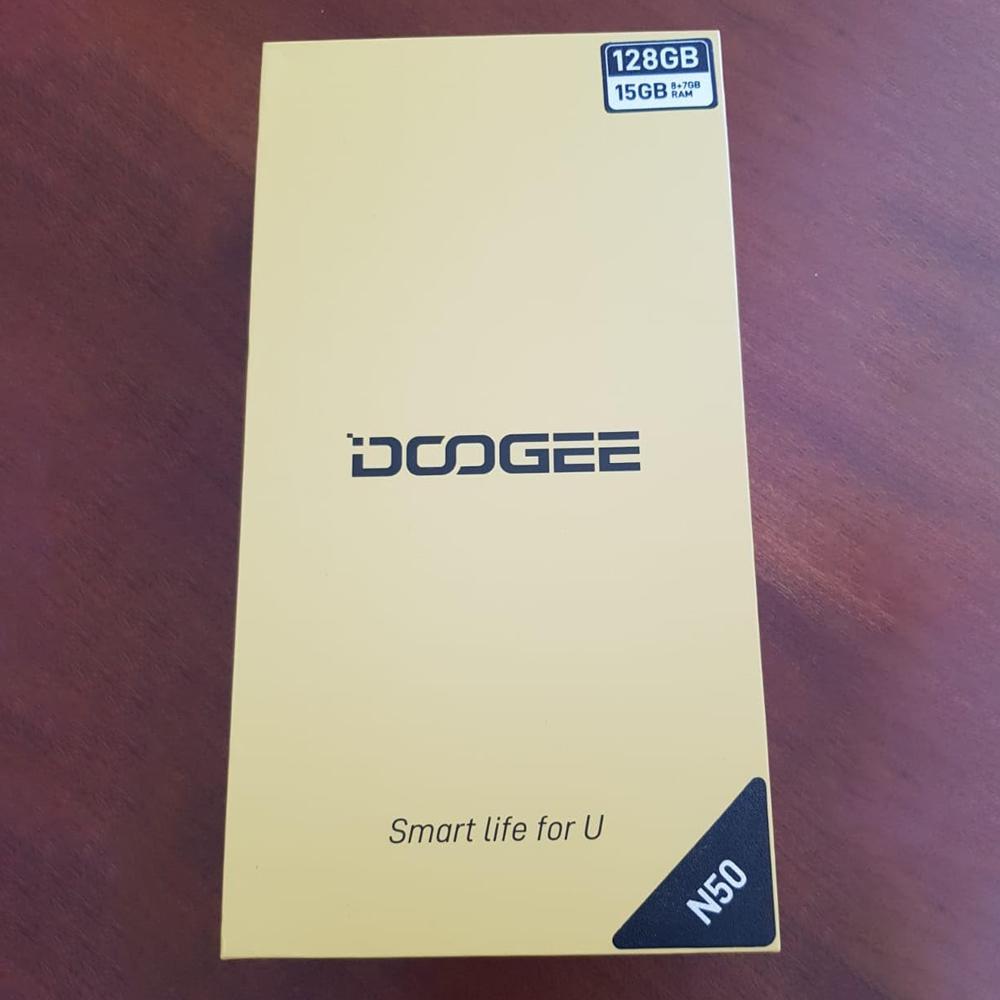 128GB
15GB 8+7GB RAM
DOOGEE
Smart life for U
N50